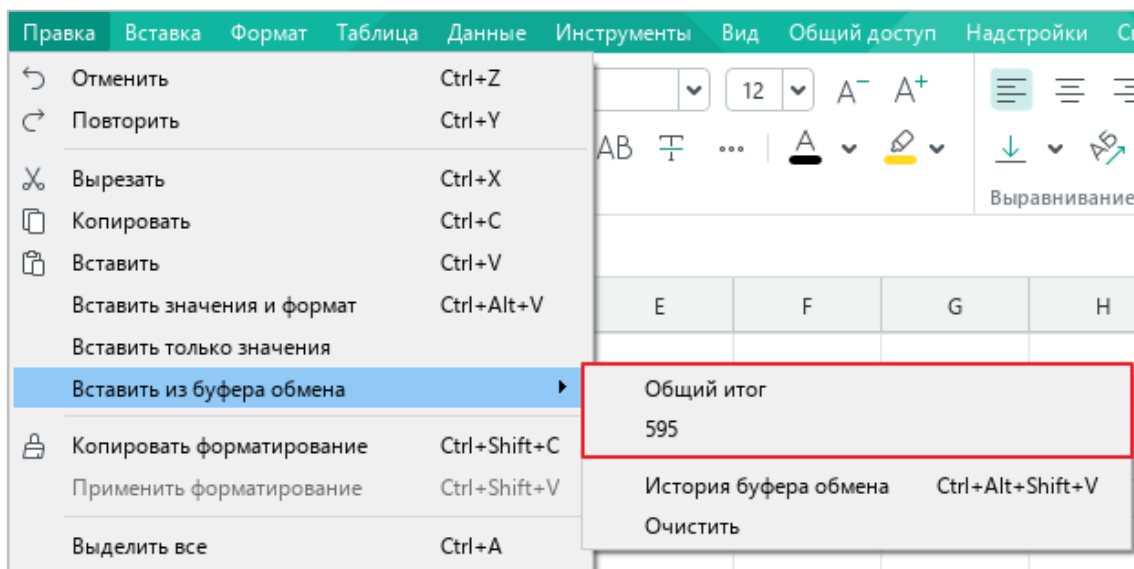 Правка Вставка Формат Таблица Данные Инструменты Вид Общий доступ Надстройки
Отменить Ctrl+Z
12 A− A+
Повторить Ctrl+Y
AB T ... A
АБ
Вырезать Ctrl+X
Выравнивание
Копировать Ctrl+C
Вставить Ctrl+V
Вставить значения и формат Ctrl+Alt+V
E F G H
Вставить только значения
Вставить из буфера обмена
Общий итог
595
Копировать форматирование Ctrl+Shift+C
Применить форматирование Ctrl+Shift+V
История буфера обмена Ctrl+Alt+Shift+V
Очистить
Выделить все Ctrl+A